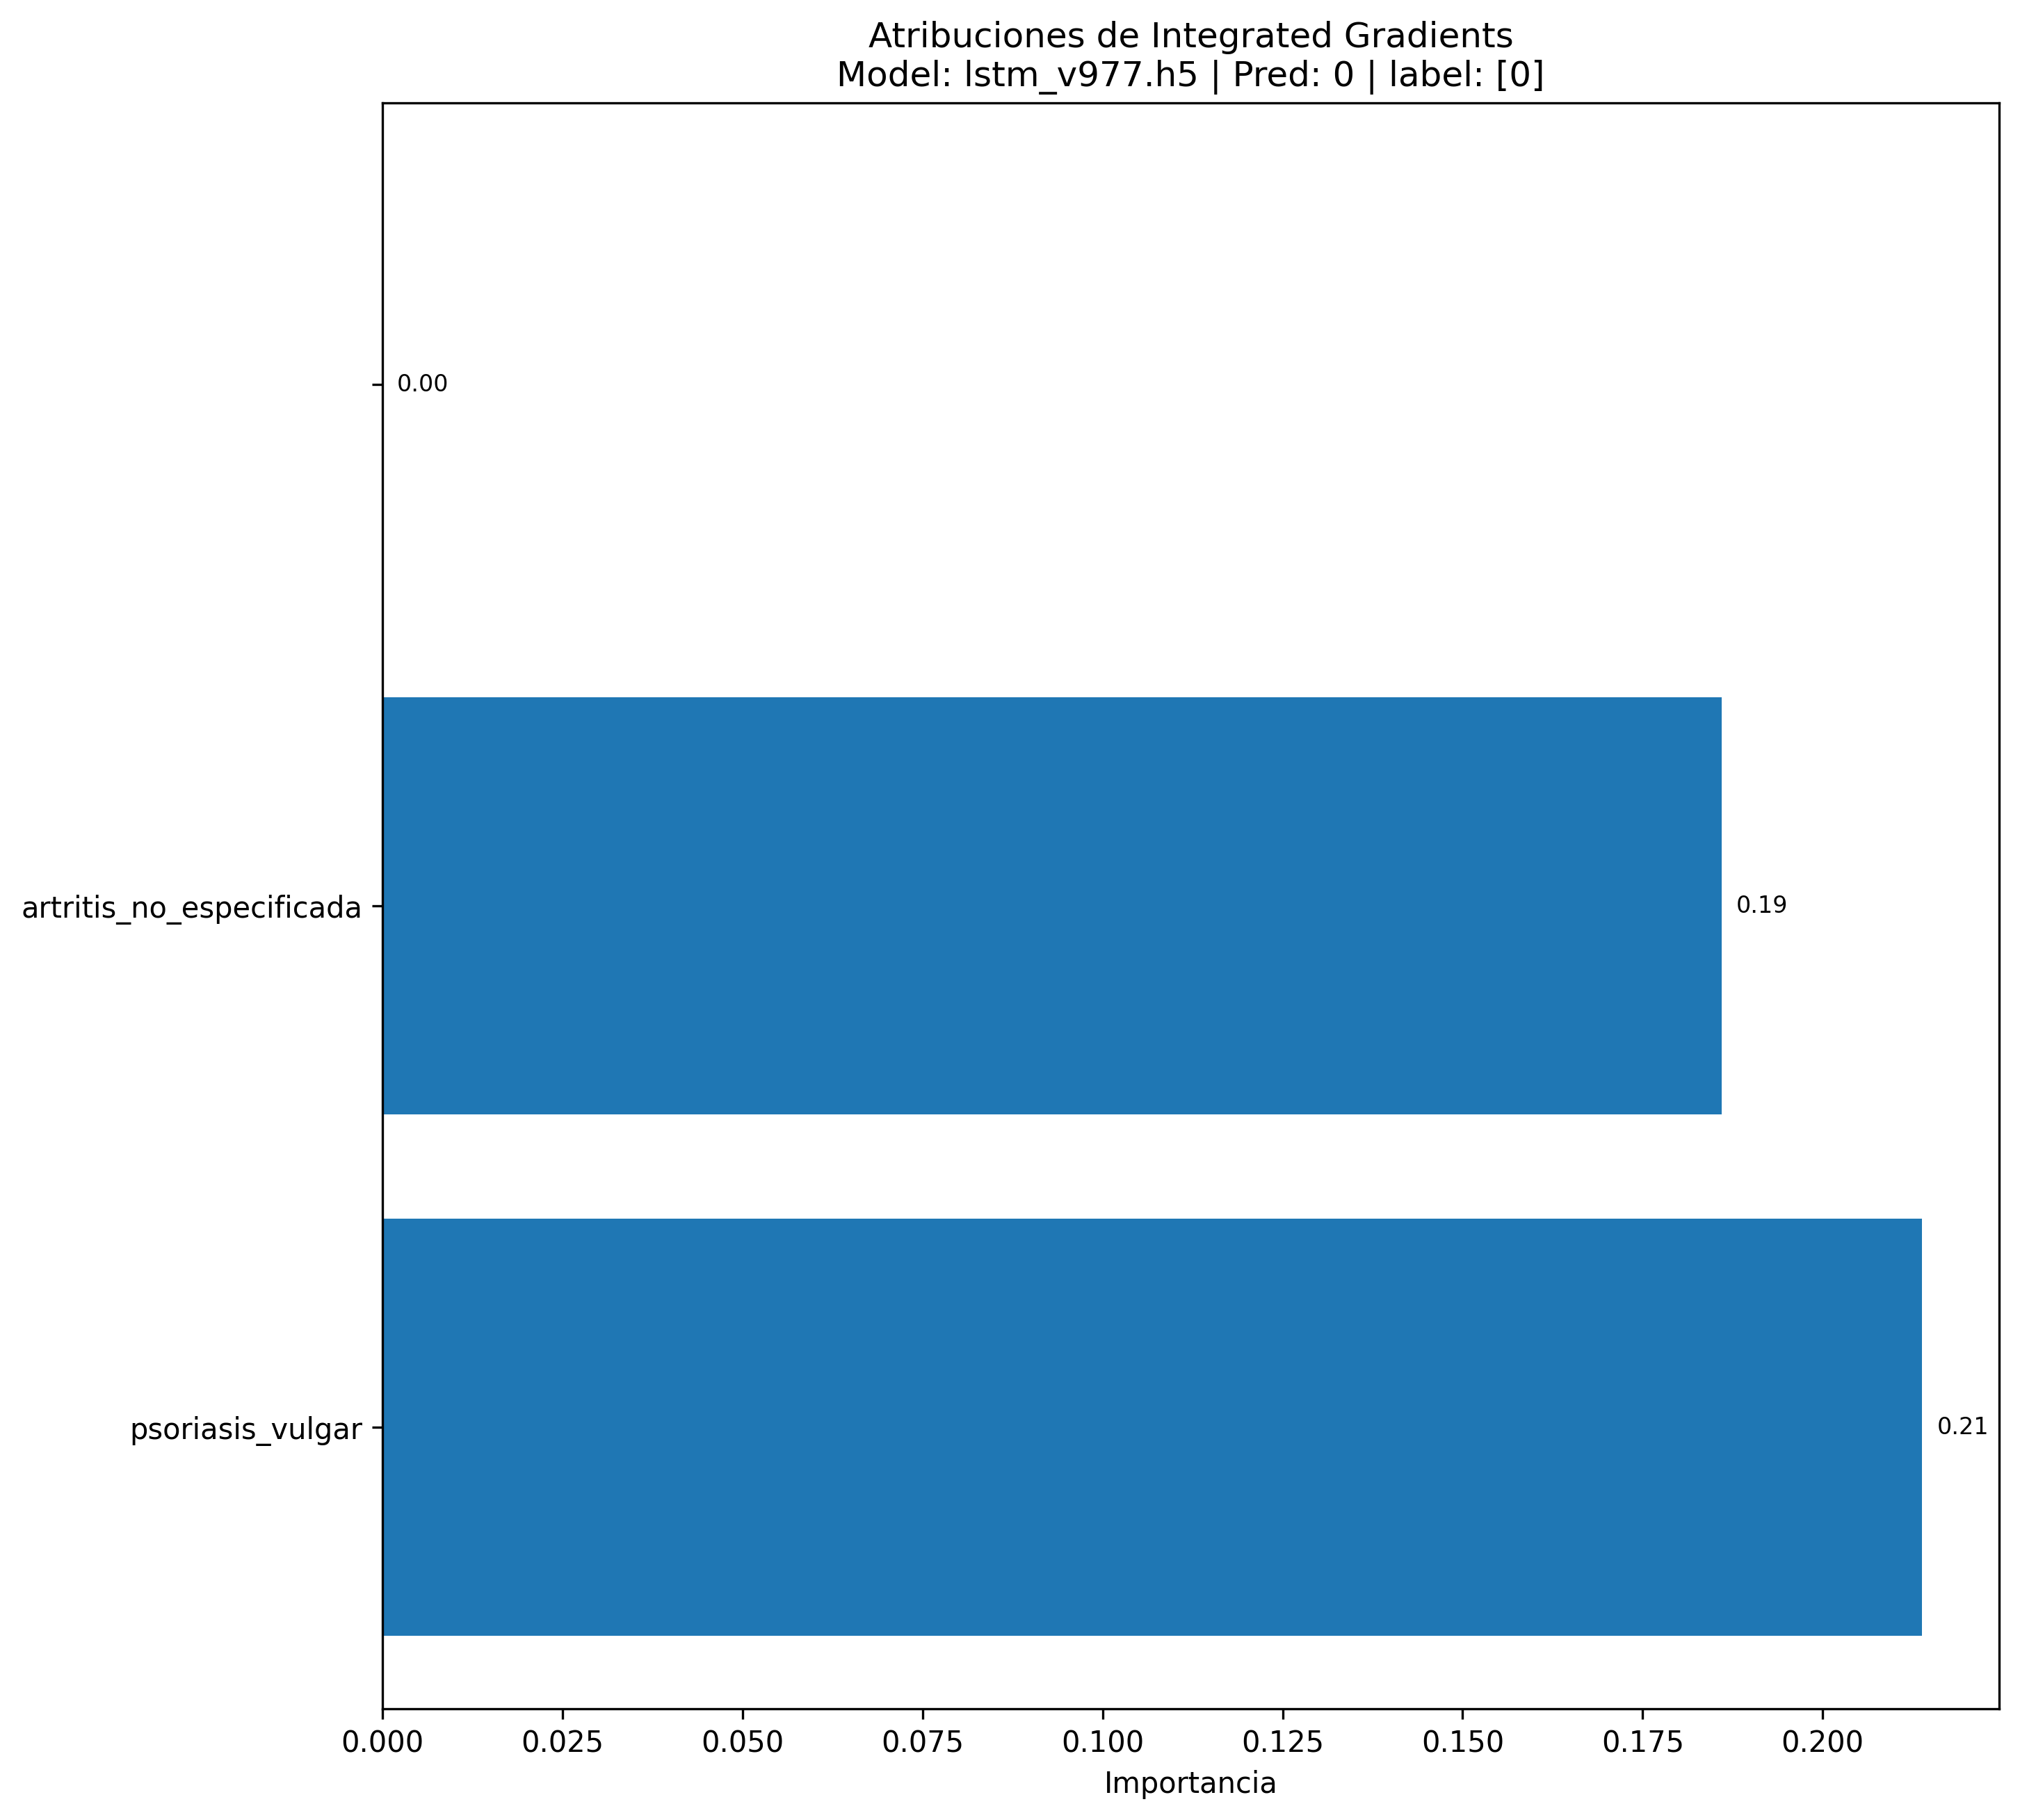 Atribuciones de Integrated Gradients
Model: lstm_v977.h5 | Pred: 0 | label: [0]
0.00
artritis_no_especificada
0.19
psoriasis_vulgar
0.21
0.000 0.025 0.050 0.075 0.100 0.125 0.150 0.175 0.200
Importancia